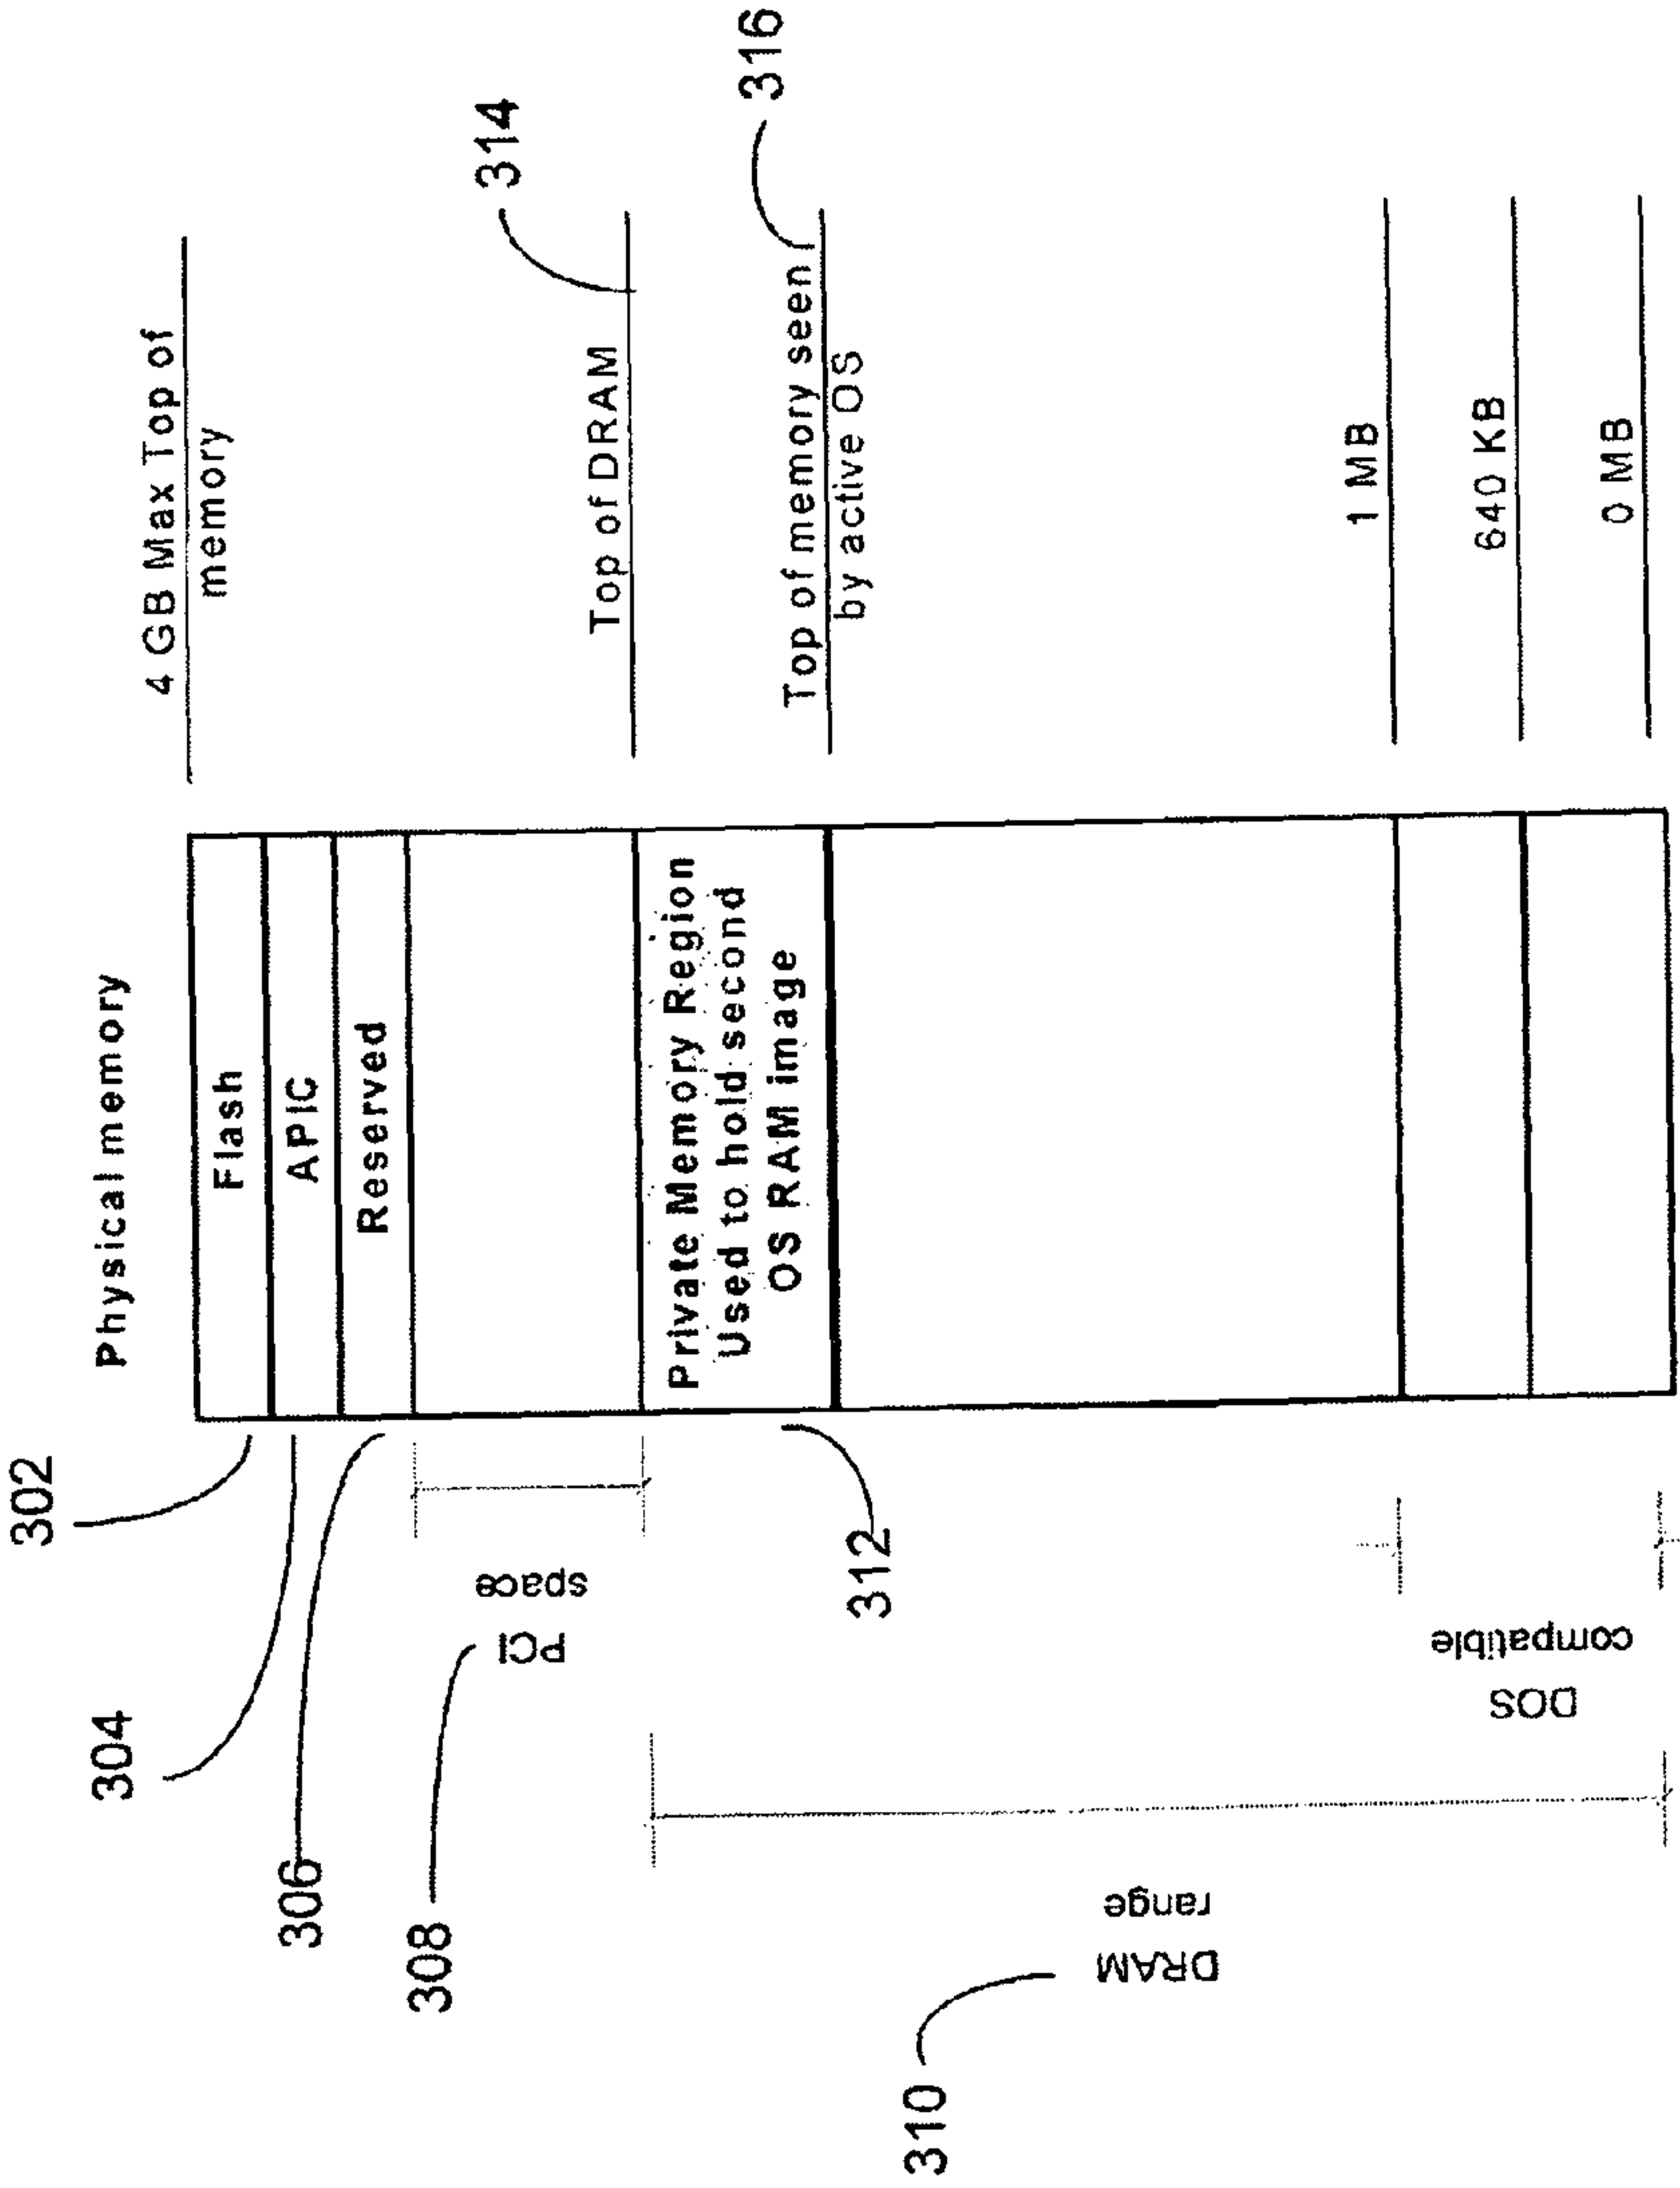 Physical memory
302
304
306
308
310
312
314
316
Flash
APIC
Reserved
Private Memory Region
Used to hold second
OS RAM image
PCI
space
DRAM
range
DOS
compatible
4 GB Max Top of
memory
Top of DRAM
Top of memory seen
by active OS
1 MB
640 KB
0 MB